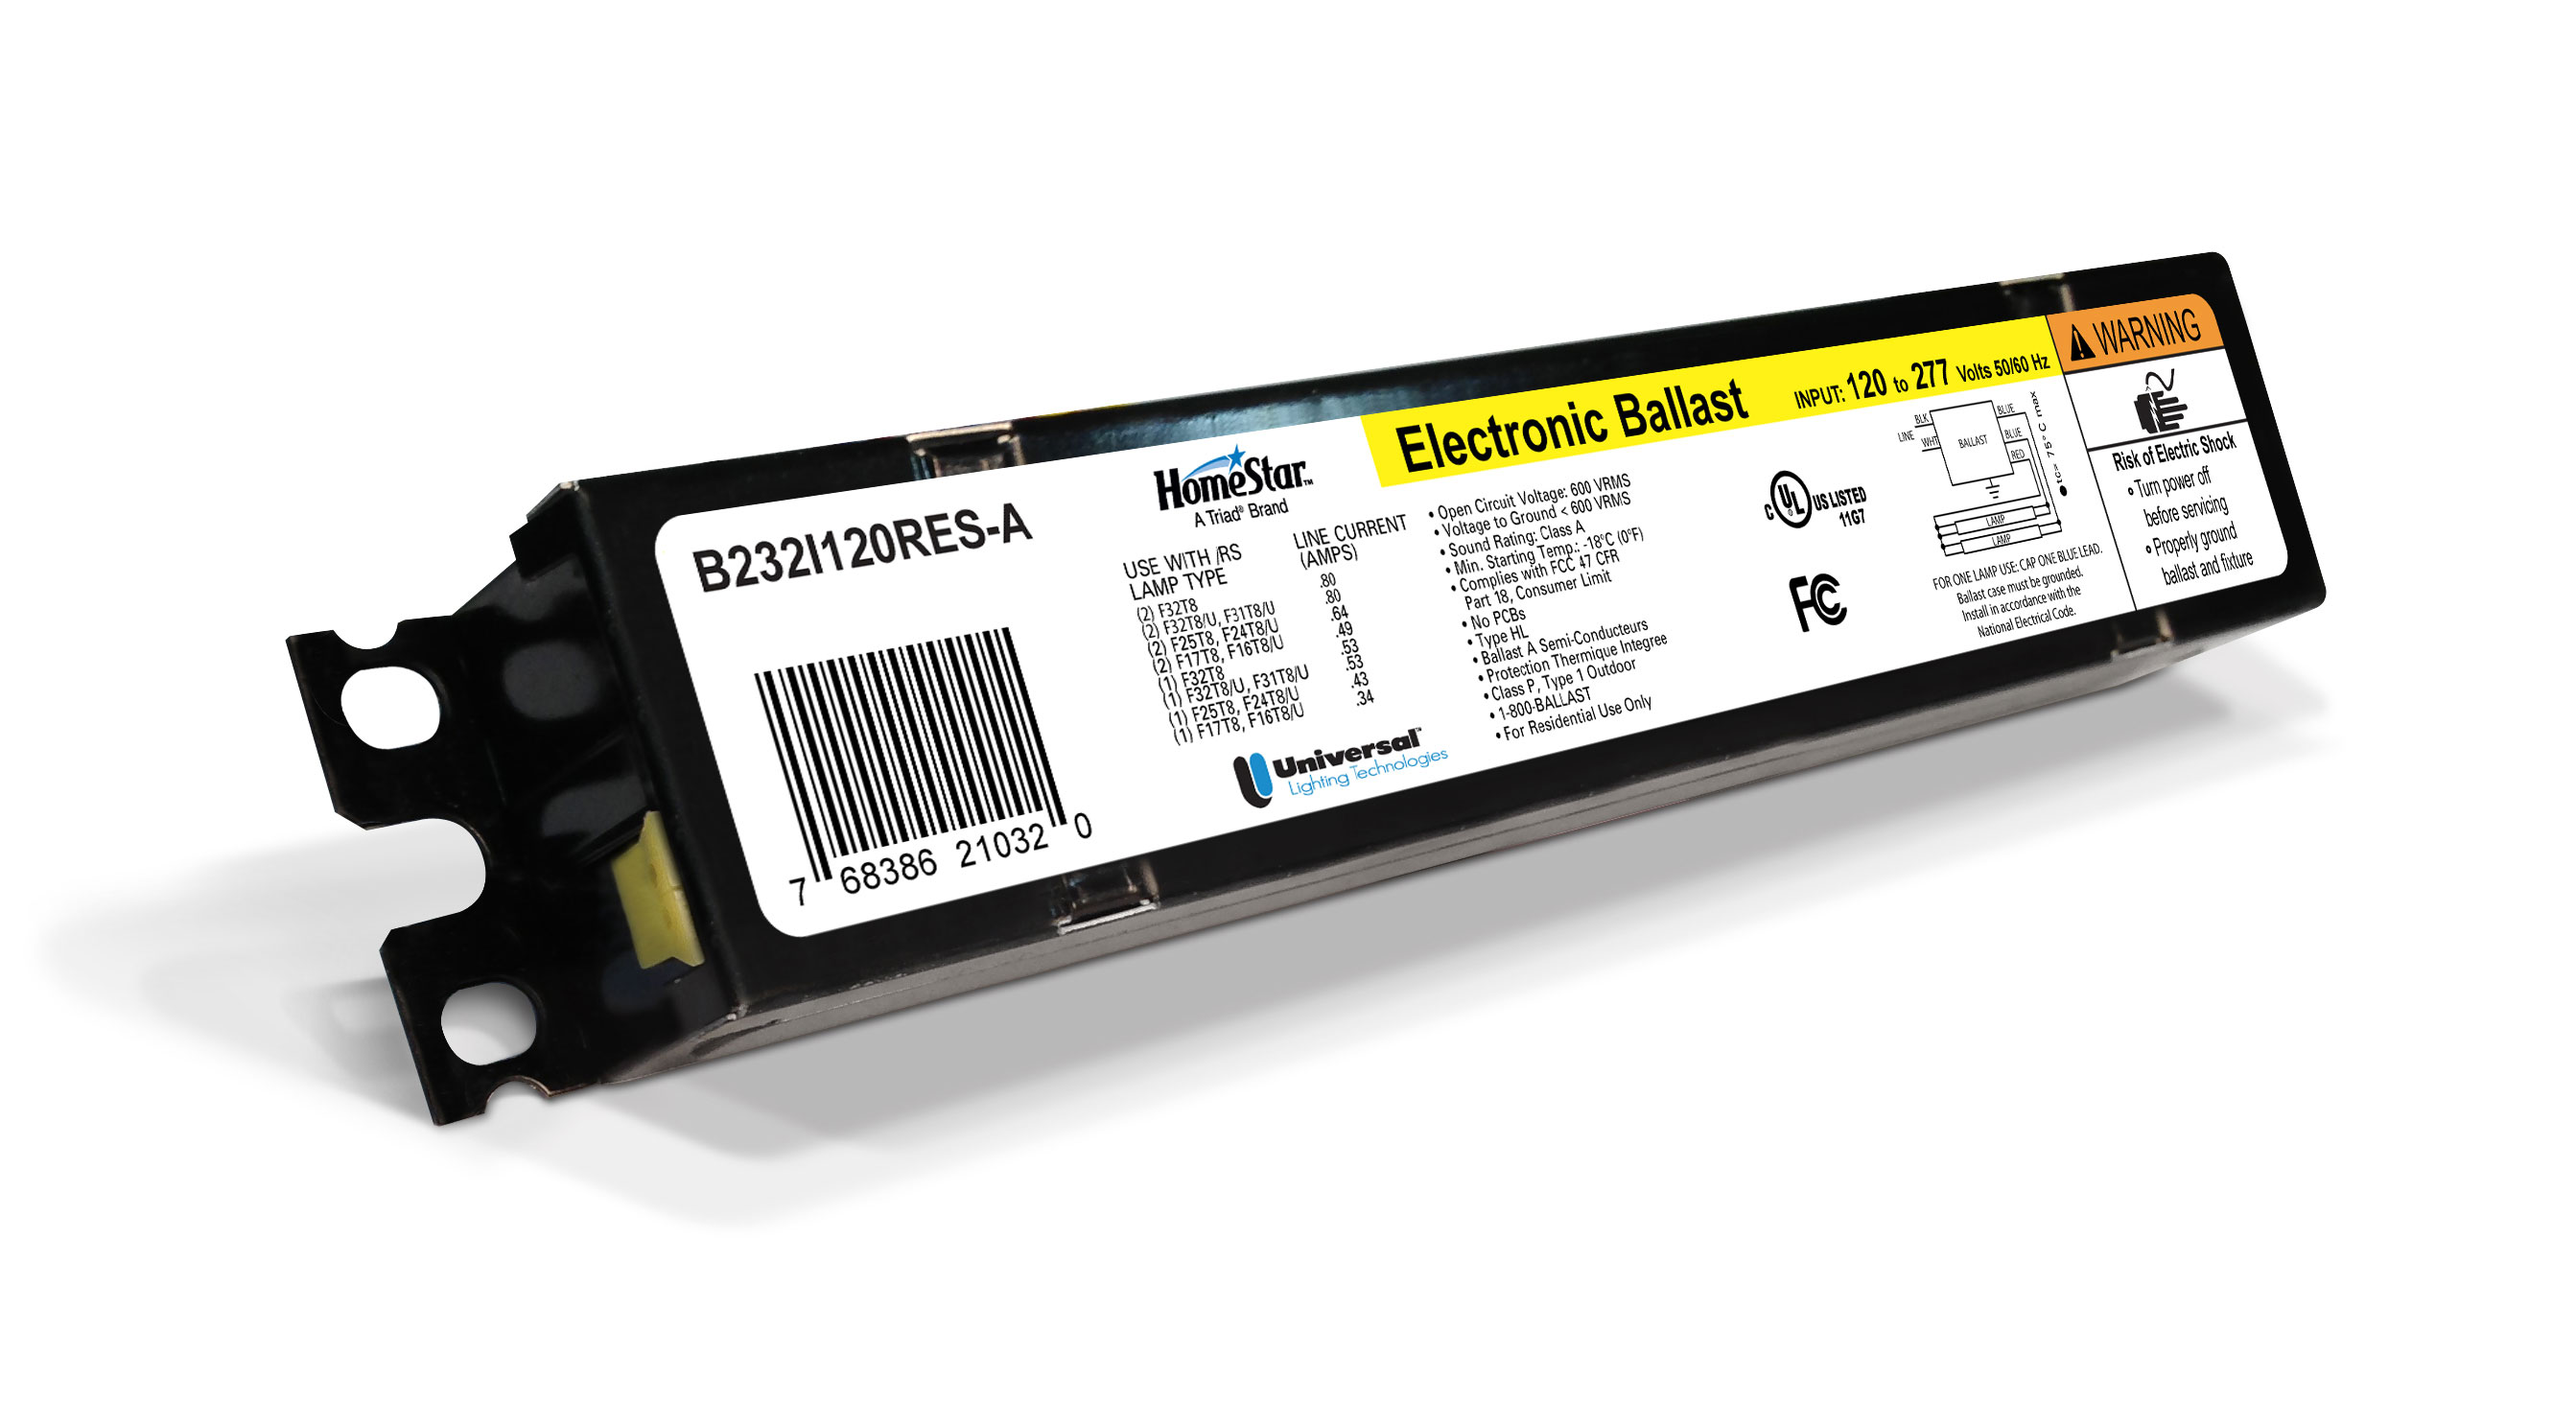 B232I120RES-A
7 68386 21032 0
HomeStar™
A Triad® Brand
USE WITH /RS
LAMP TYPE
LINE CURRENT
(AMPS)
(2) F32T8 .80
(2) F32T8/U, F31T8/U .80
(2) F25T8, F24T8/U .64
(2) F17T8, F16T8/U .49
(1) F32T8 .53
(1) F32T8/U, F31T8/U .53
(1) F25T8, F24T8/U .43
(1) F17T8, F16T8/U .34
Universal™
Lighting Technologies
Electronic Ballast
INPUT: 120 to 277 Volts 50/60 Hz
• Open Circuit Voltage: 600 VRMS
• Voltage to Ground < 600 VRMS
• Sound Rating: Class A
• Min. Starting Temp.: -18°C (0°F)
• Complies with FCC 47 CFR
Part 18, Consumer Limit
• No PCBs
• Type HL
• Ballast A Semi-Conducteurs
• Protection Thermique Integree
• Class P, Type 1 Outdoor
• 1-800-BALLAST
• For Residential Use Only
C UL® US LISTED
11G7
FC
LINE
BLK
WHT
BALLAST
BLUE
BLUE
RED
LAMP
LAMP
tc= 75°C max
FOR ONE LAMP USE: CAP ONE BLUE LEAD.
Ballast case must be grounded.
Install in accordance with the
National Electrical Code.
WARNING
Risk of Electric Shock
• Turn power off
before servicing
• Properly ground
ballast and fixture